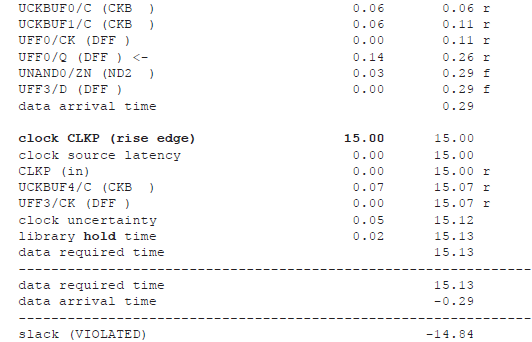 UCKBUF0/C (CKB  )                        0.06       0.06 r
UCKBUF1/C (CKB  )                        0.06       0.11 r
UFF0/CK (DFF )                           0.00       0.11 r
UFF0/Q (DFF ) <-                         0.14       0.26 r
UNAND0/ZN (ND2  )                        0.03       0.29 f
UFF3/D (DFF )                            0.00       0.29 f
data arrival time                                   0.29
clock CLKP (rise edge)                  15.00      15.00
clock source latency                     0.00      15.00
CLKP (in)                                0.00      15.00 r
UCKBUF4/C (CKB  )                        0.07      15.07 r
UFF3/CK (DFF )                           0.00      15.07 r
clock uncertainty                        0.05      15.12
library hold time                        0.02      15.13
data required time                                 15.13
---------------------------------------------------------------
data required time                                 15.13
data arrival time                                  -0.29
---------------------------------------------------------------
slack (VIOLATED)                                  -14.84